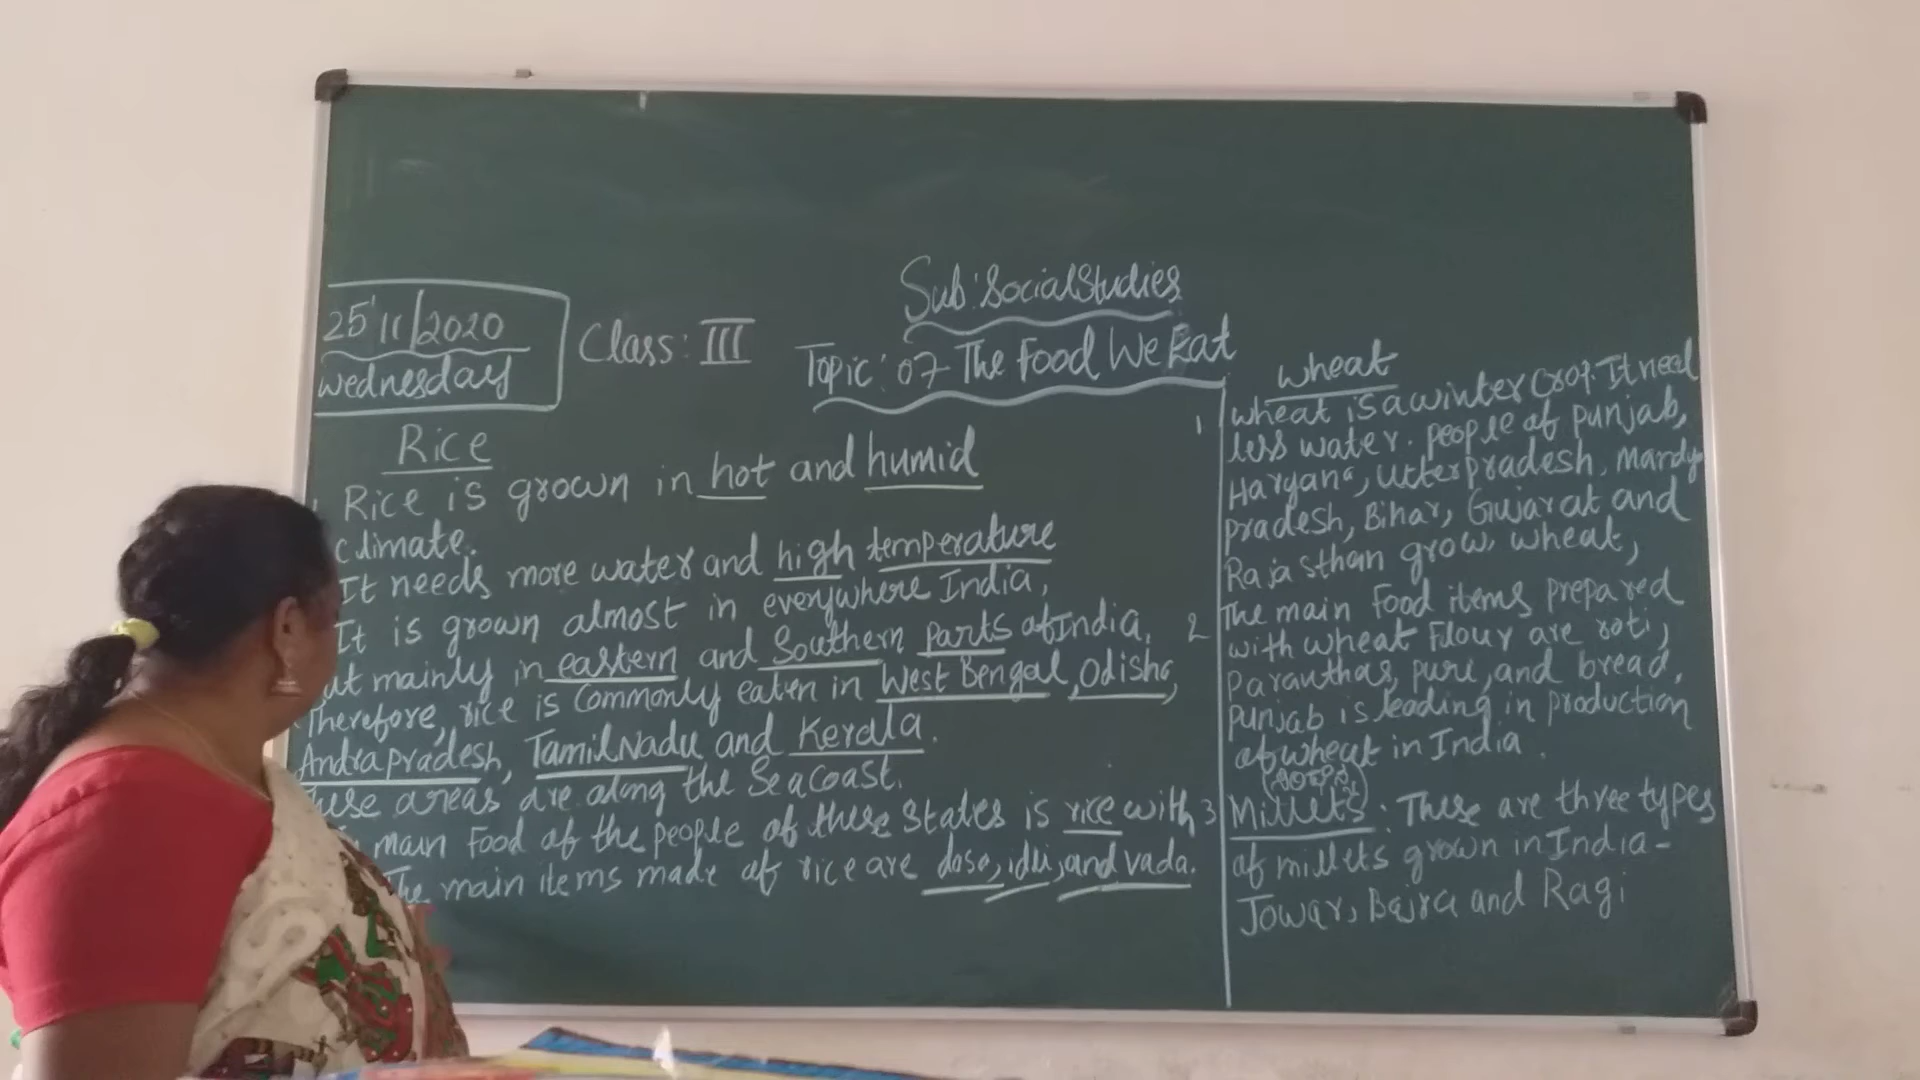 25/11/2020
Wednesday
Class: III
Sub: Social Studies
Topic: 07 The Food We Eat
Rice
Rice is grown in hot and humid
climate.
It needs more water and high temperature
It is grown almost in everywhere India,
ut mainly in eastern and Southern parts of India.
Therefore, rice is commonly eaten in West Bengal, Odisha,
Andra pradesh, Tamil Nadu and Kerala.
These areas are along the Sea coast.
main food of the people of these States is rice with
The main items made of rice are dosa, idli, and vada.
wheat
1 wheat is a winter crop. It need
less water. people of punjab,
Haryana, Utter pradesh, Mandya
pradesh, Bihar, Gujarat and
Rajasthan grow wheat,
2 The main food items prepared
with wheat Flour are roti,
Paranthas, puri, and bread.
punjab is leading in production
of wheat in India.
3 Millets. These are three types
of millets grown in India-
Jowar, Bajra and Ragi